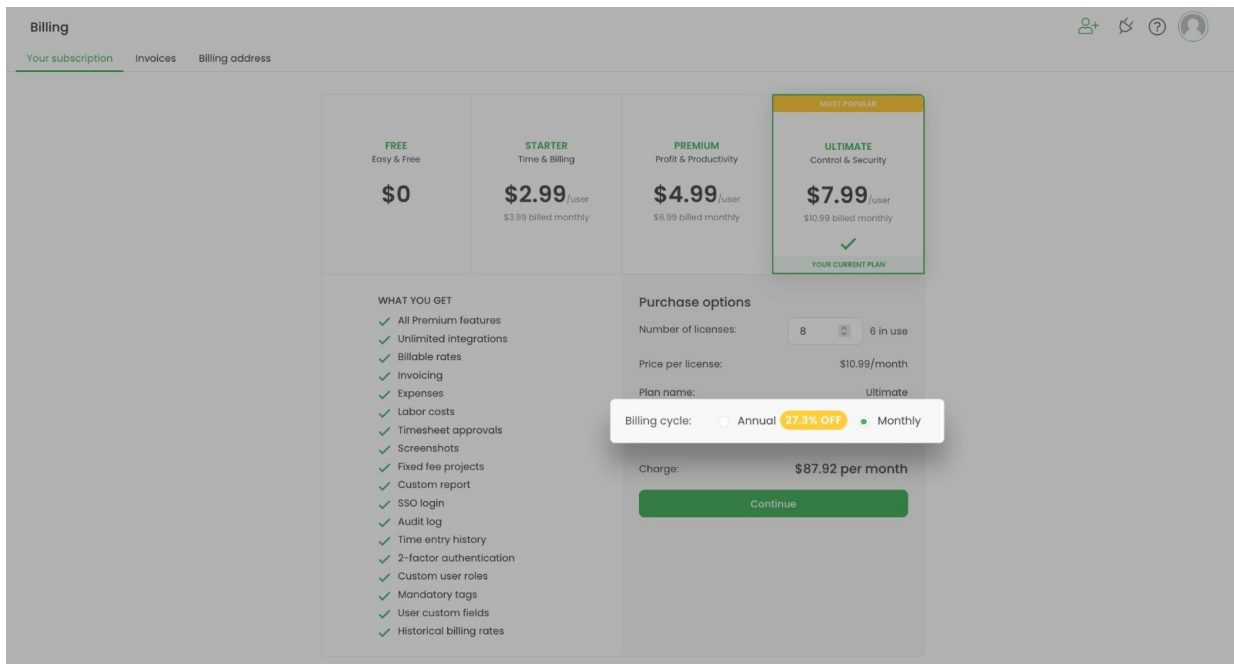 Billing
Your subscription Invoices Billing address
MOST POPULAR
FREE
Easy & Free
$0
STARTER
Time & Billing
$2.99/user
$3.99 billed monthly
PREMIUM
Profit & Productivity
$4.99/user
$6.99 billed monthly
ULTIMATE
Control & Security
$7.99/user
$10.99 billed monthly
YOUR CURRENT PLAN
WHAT YOU GET
All Premium features
Unlimited integrations
Billable rates
Invoicing
Expenses
Labor costs
Timesheet approvals
Screenshots
Fixed fee projects
Custom report
SSO login
Audit log
Time entry history
2-factor authentication
Custom user roles
Mandatory tags
User custom fields
Historical billing rates
Purchase options
Number of licenses: 8 6 in use
Price per license: $10.99/month
Plan name: Ultimate
Billing cycle: Annual 27.3% OFF Monthly
Charge: $87.92 per month
Continue